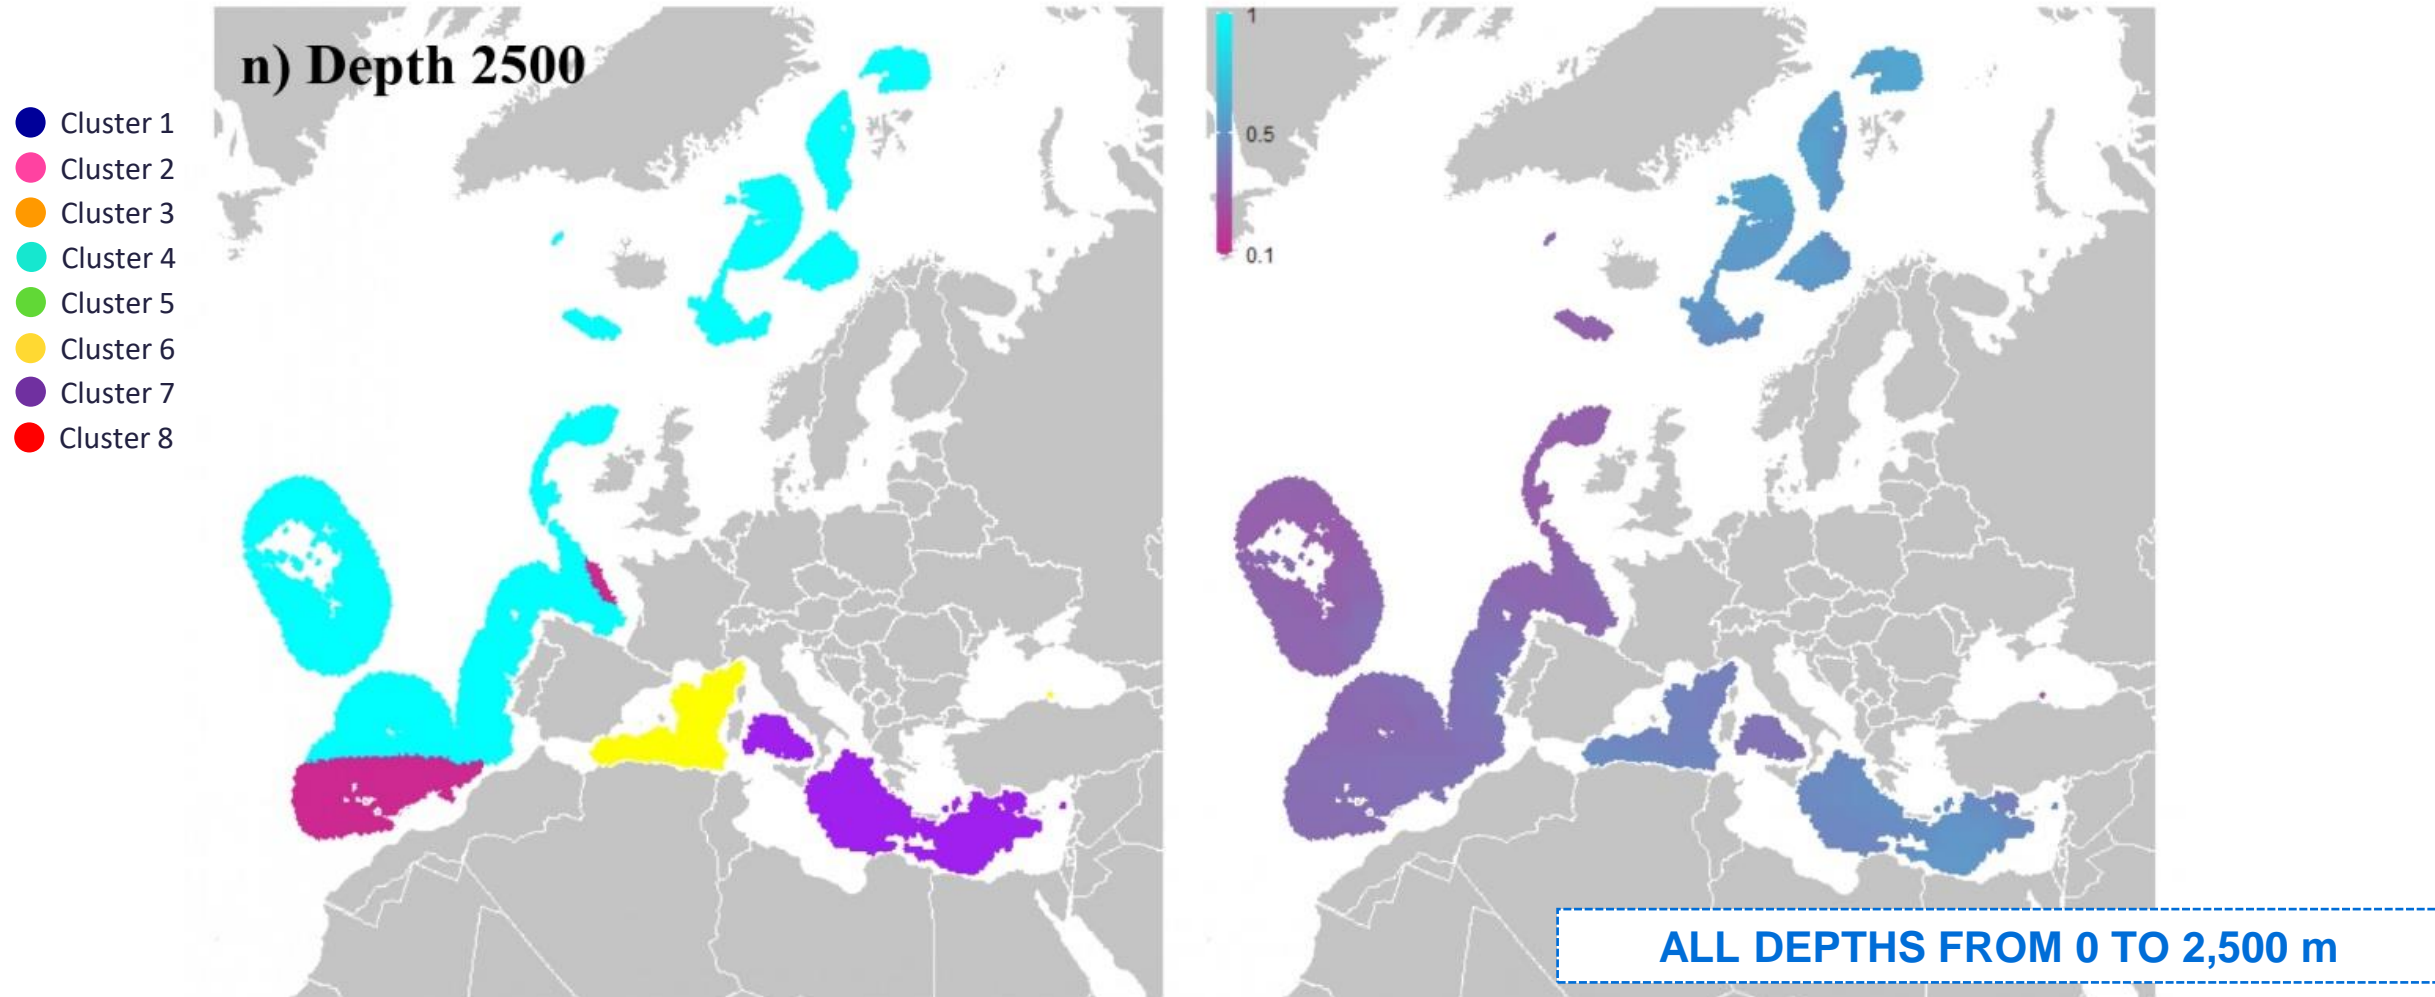 n) Depth 2500
Cluster 1
Cluster 2
Cluster 3
Cluster 4
Cluster 5
Cluster 6
Cluster 7
Cluster 8
1
0.5
0.1
ALL DEPTHS FROM 0 TO 2,500 m